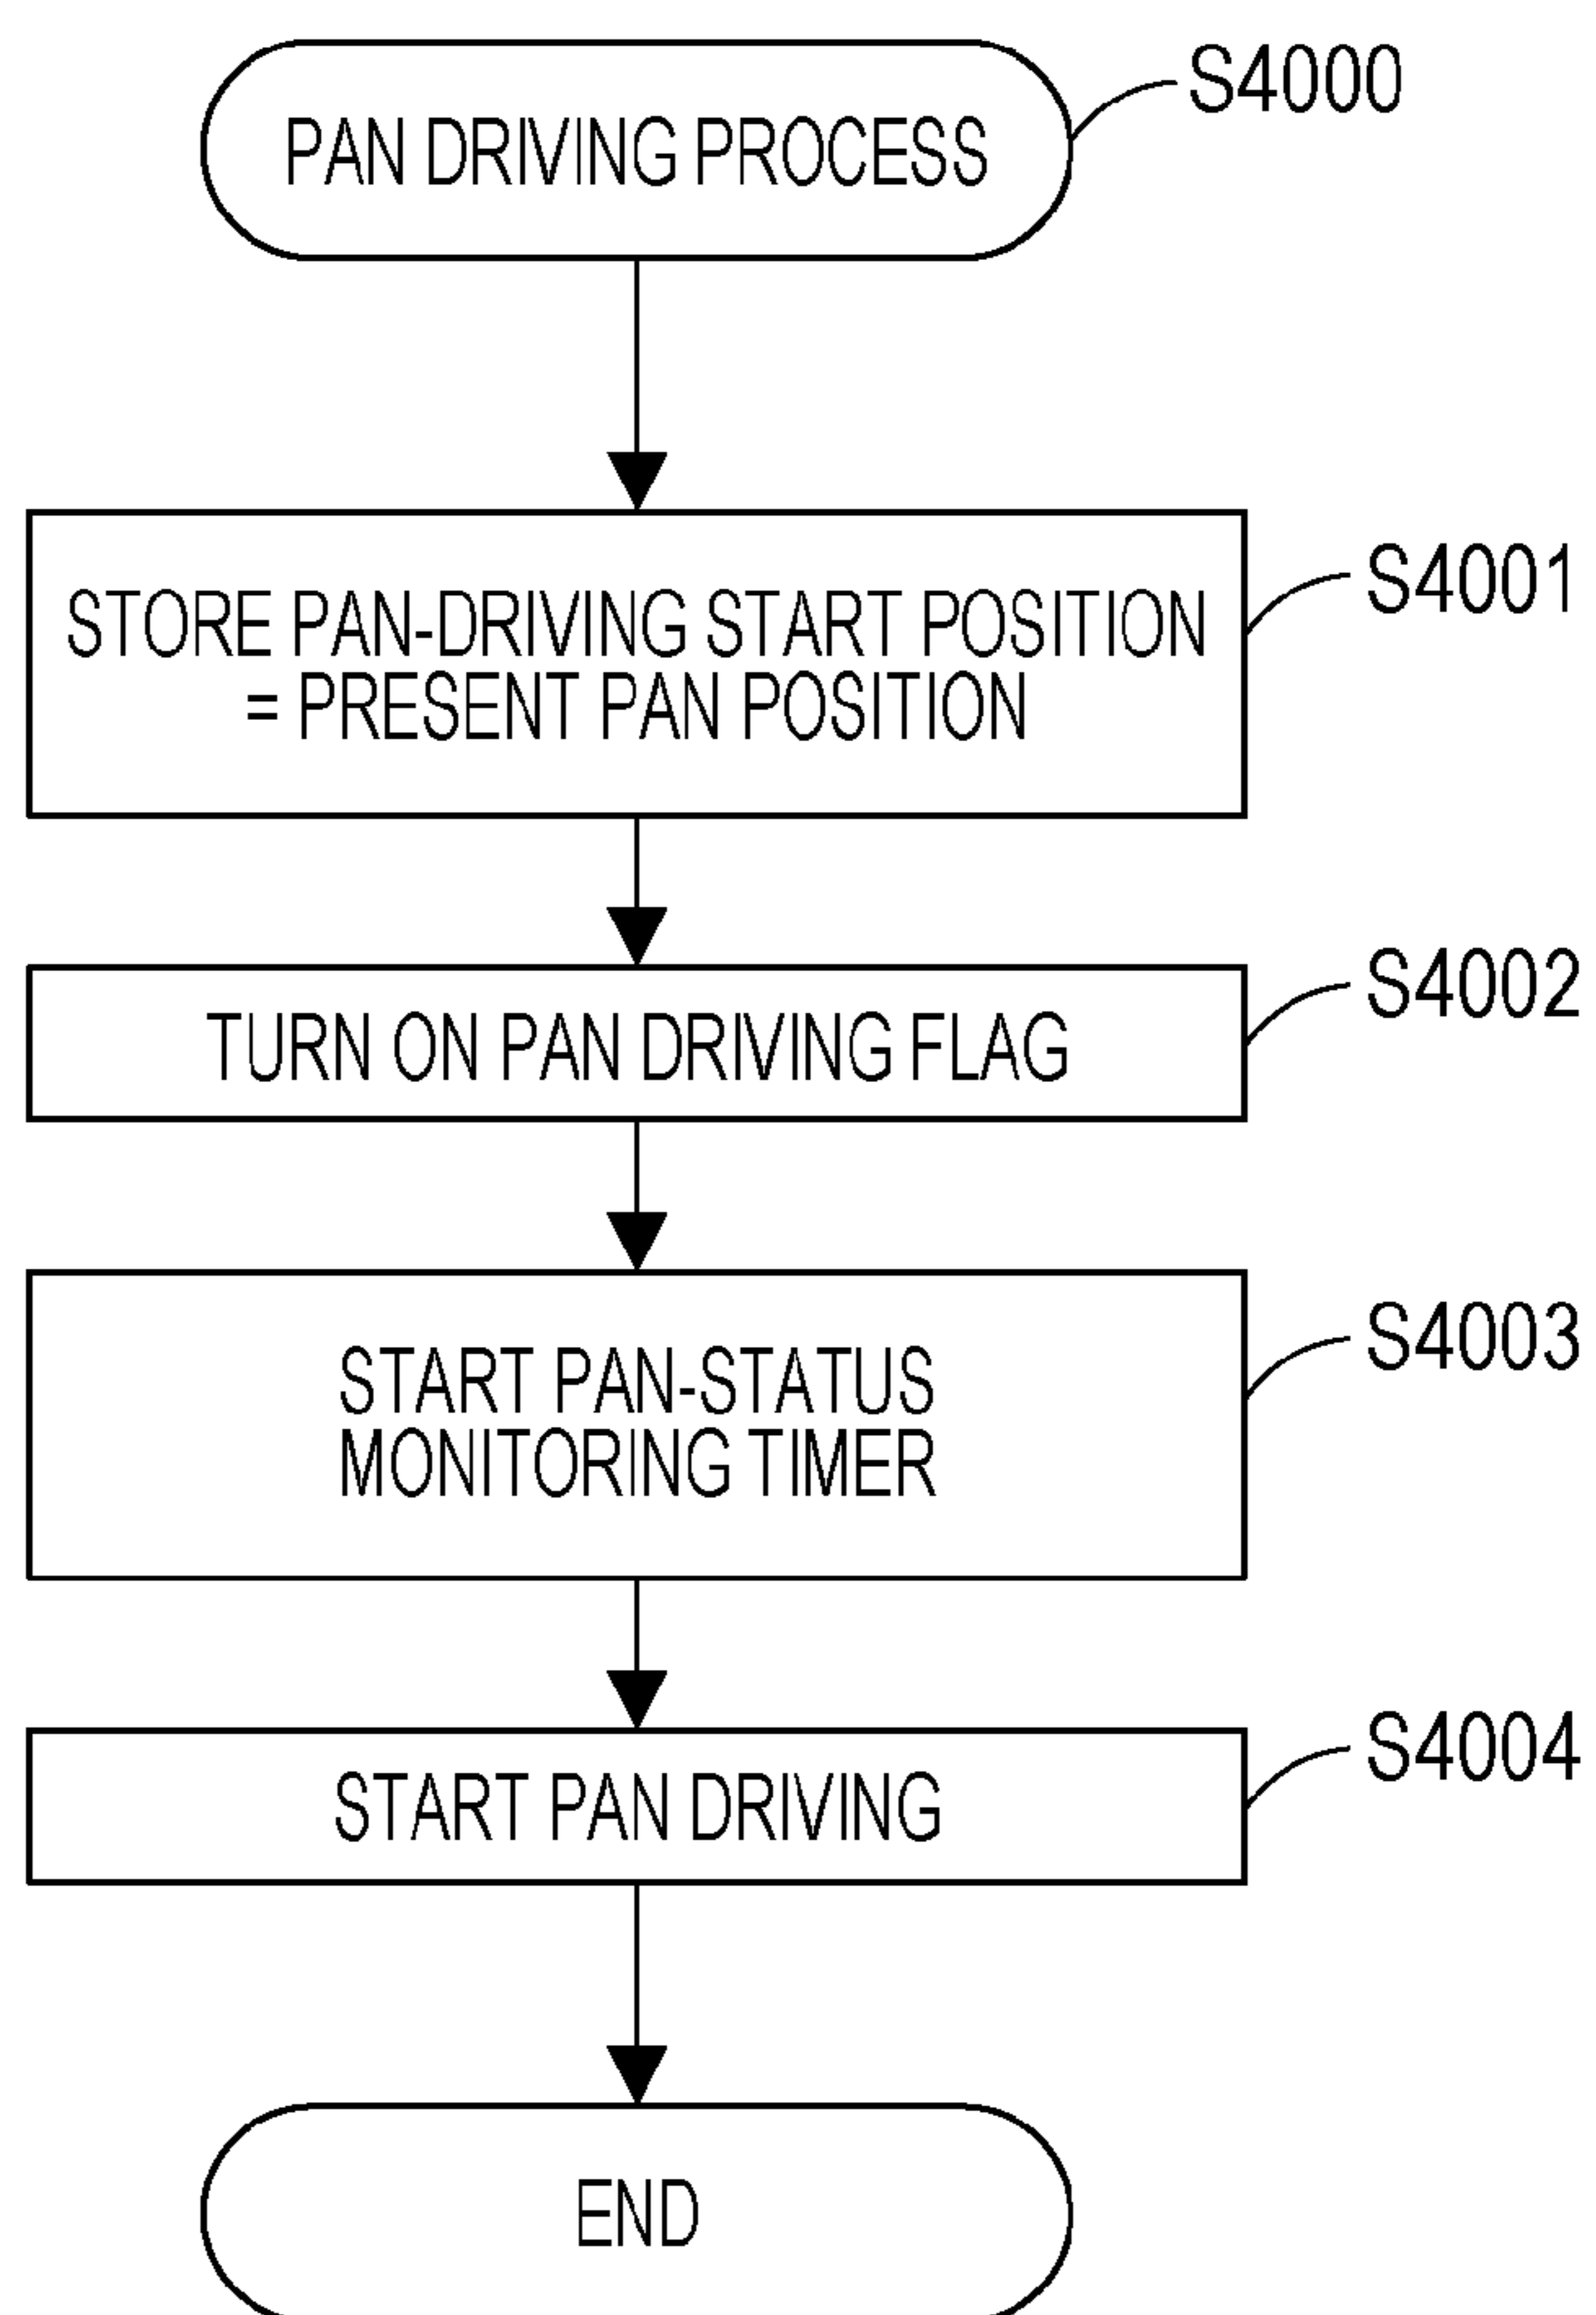 PAN DRIVING PROCESS
S4000
STORE PAN-DRIVING START POSITION
= PRESENT PAN POSITION
S4001
TURN ON PAN DRIVING FLAG
S4002
START PAN-STATUS
MONITORING TIMER
S4003
START PAN DRIVING
S4004
END